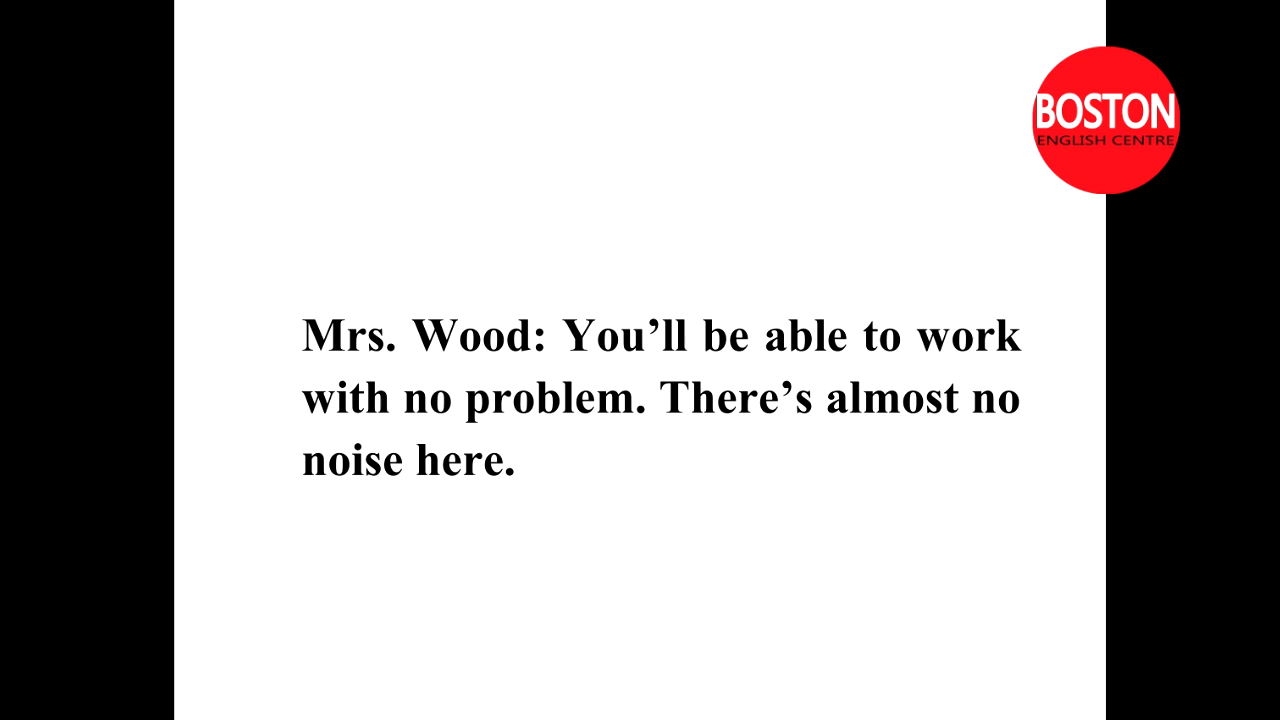 BOSTON
ENGLISH CENTRE
Mrs. Wood: You’ll be able to work
with no problem. There’s almost no
noise here.